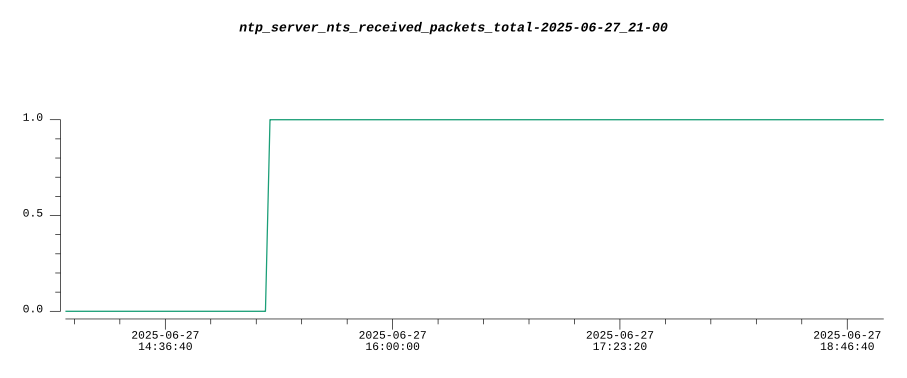 ntp_server_nts_received_packets_total-2025-06-27_21-00
1.0
0.5
0.0
2025-06-27 2025-06-27 2025-06-27 2025-06-27
14:36:40 16:00:00 17:23:20 18:46:40